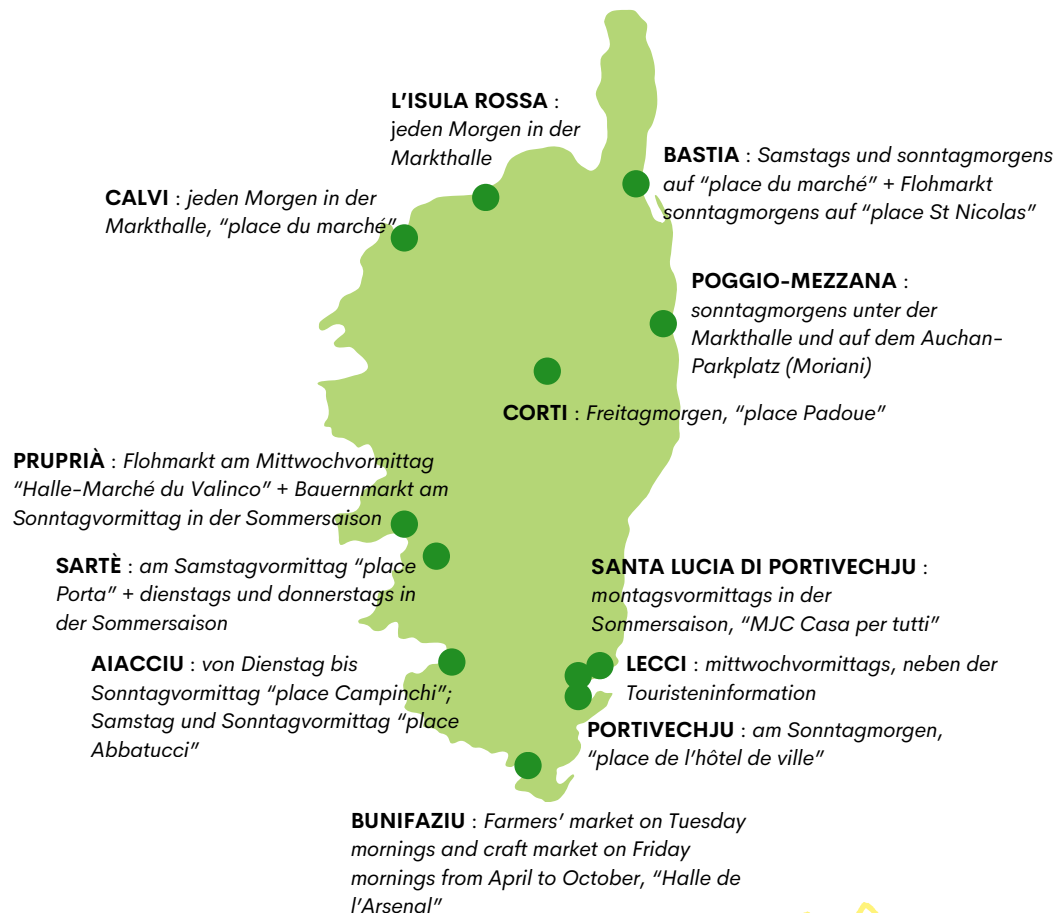 L’ISULA ROSSA :
jeden Morgen in der
Markthalle
BASTIA : Samstags und sonntagmorgens
auf “place du marché” + Flohmarkt
sonntagmorgens auf “place St Nicolas”
CALVI : jeden Morgen in der
Markthalle, “place du marché”
POGGIO-MEZZANA :
sonntagmorgens unter der
Markthalle und auf dem Auchan-
Parkplatz (Moriani)
CORTI : Freitagmorgen, “place Padoue”
PRUPRIÀ : Flohmarkt am Mittwochvormittag
“Halle-Marché du Valinco” + Bauernmarkt am
Sonntagvormittag in der Sommersaison
SARTÈ : am Samstagvormittag “place
Porta” + dienstags und donnerstags in
der Sommersaison
SANTA LUCIA DI PORTIVECHJU :
montagsvormittags in der
Sommersaison, “MJC Casa per tutti”
AIACCIU : von Dienstag bis
Sonntagvormittag “place Campinchi”;
Samstag und Sonntagvormittag “place
Abbatucci”
LECCI : mittwochvormittags, neben der
Touristeninformation
PORTIVECHJU : am Sonntagmorgen,
“place de l’hôtel de ville”
BUNIFAZIU : Farmers’ market on Tuesday
mornings and craft market on Friday
mornings from April to October, “Halle de
l’Arsenal”